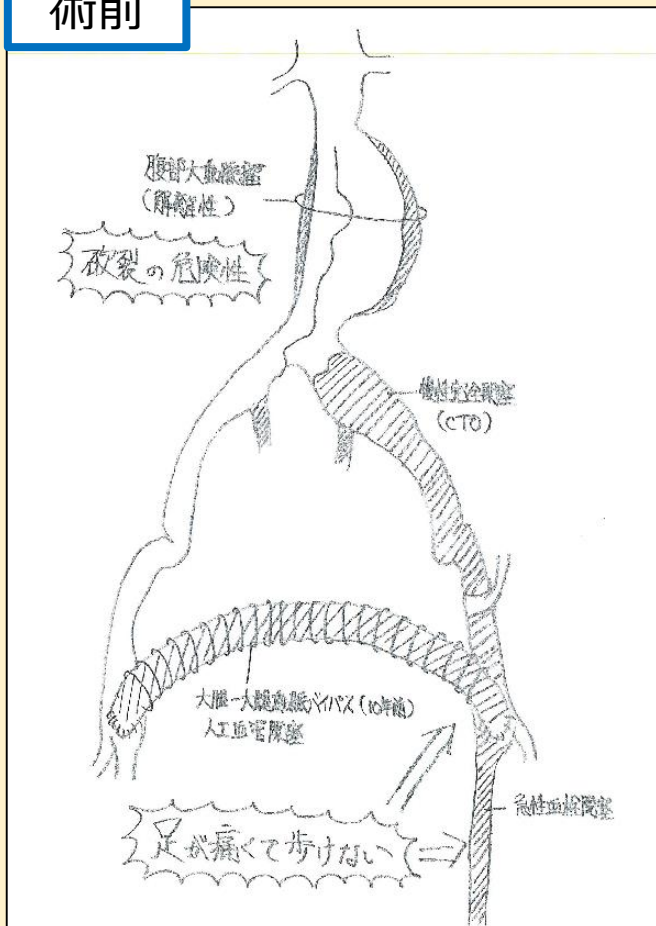 術前
腹部大動脈瘤
(解離性)
破裂の危険性
慢性完全閉塞
(CTO)
大腿-大腿動脈バイパス(10年前)
人工血管閉塞
急性血栓閉塞
足が痛くて歩けない